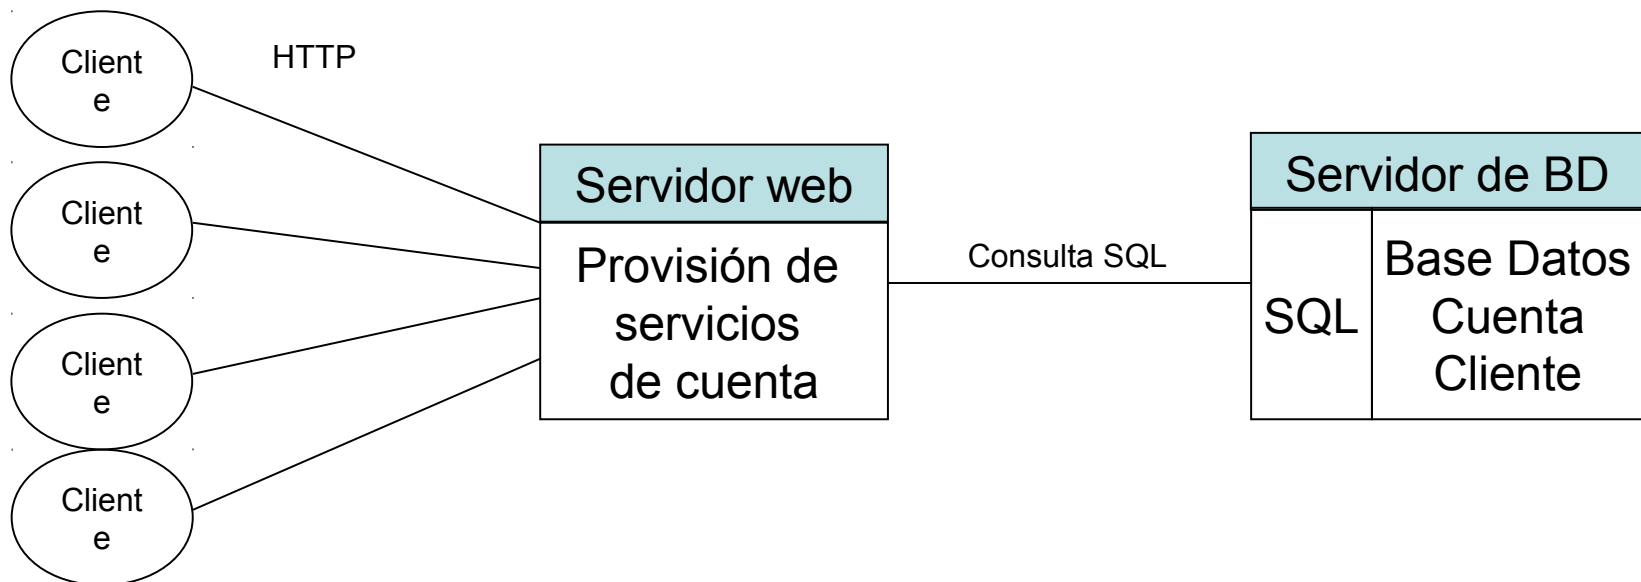 Client
e
HTTP
Client
e
Client
e
Client
e
Servidor web
Provisión de
servicios
de cuenta
Consulta SQL
Servidor de BD
SQL
Base Datos
Cuenta
Cliente